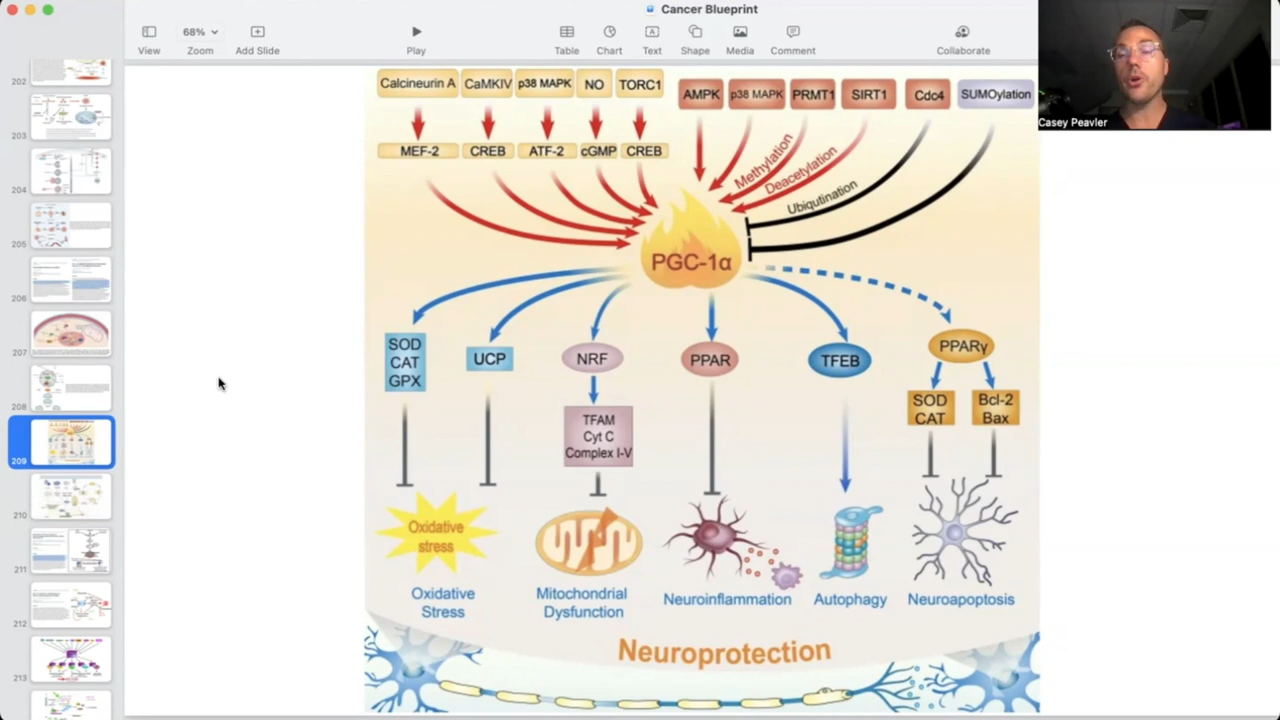 Cancer Blueprint
68%
View
Zoom
Add Slide
Play
Table
Chart
Text
Shape
Media
Comment
Collaborate
Casey Peavler
202
203
204
205
206
207
208
209
210
211
212
213
Calcineurin A
CaMKIV
p38 MAPK
NO
TORC1
AMPK
p38 MAPK
PRMT1
SIRT1
Cdc4
SUMOylation
MEF-2
CREB
ATF-2
cGMP
CREB
Methylation
Deacetylation
Ubiqutination
PGC-1α
SOD
CAT
GPX
UCP
NRF
PPAR
TFEB
PPARγ
TFAM
Cyt C
Complex I-V
SOD
CAT
Bcl-2
Bax
Oxidative
stress
Oxidative
Stress
Mitochondrial
Dysfunction
Neuroinflammation
Autophagy
Neuroapoptosis
Neuroprotection